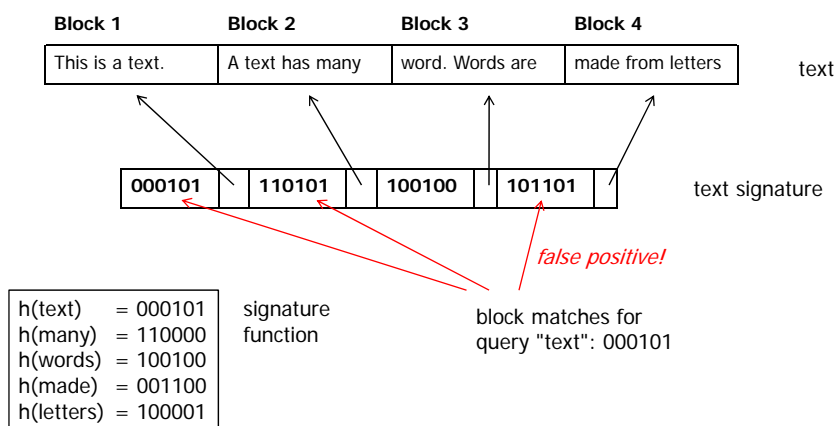 Block 1 Block 2 Block 3 Block 4
This is a text. A text has many word. Words are made from letters text
000101 110101 100100 101101 text signature
false positive!
h(text) = 000101 signature
h(many) = 110000 function
h(words) = 100100
h(made) = 001100
h(letters) = 100001
block matches for
query "text": 000101